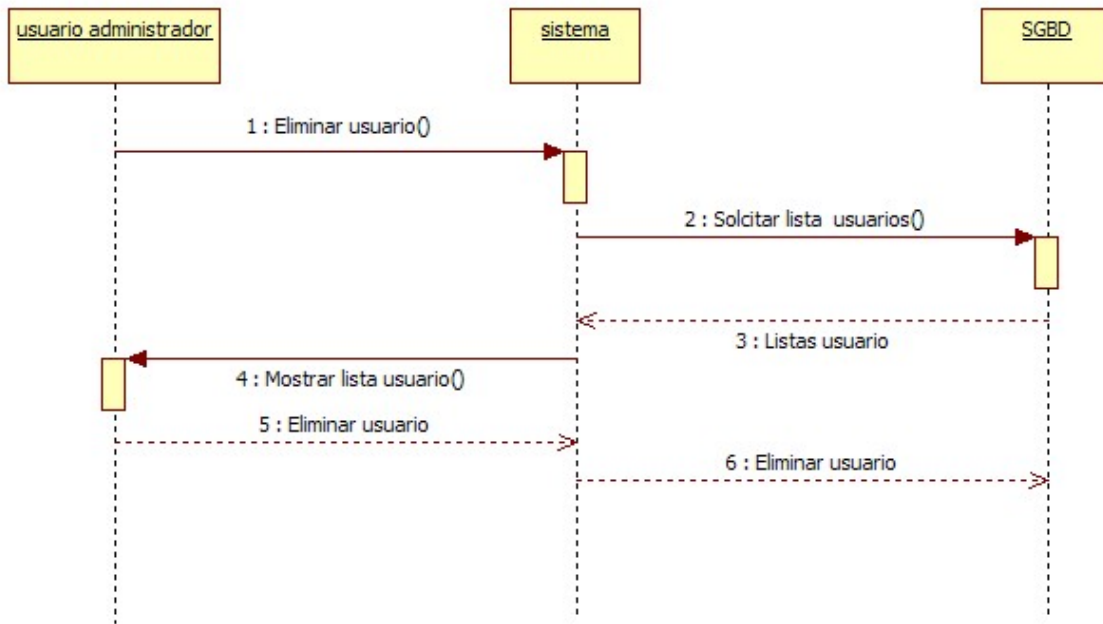 usuario administrador
sistema
SGBD
1 : Eliminar usuario()
2 : Solcitar lista  usuarios()
3 : Listas usuario
4 : Mostrar lista usuario()
5 : Eliminar usuario
6 : Eliminar usuario